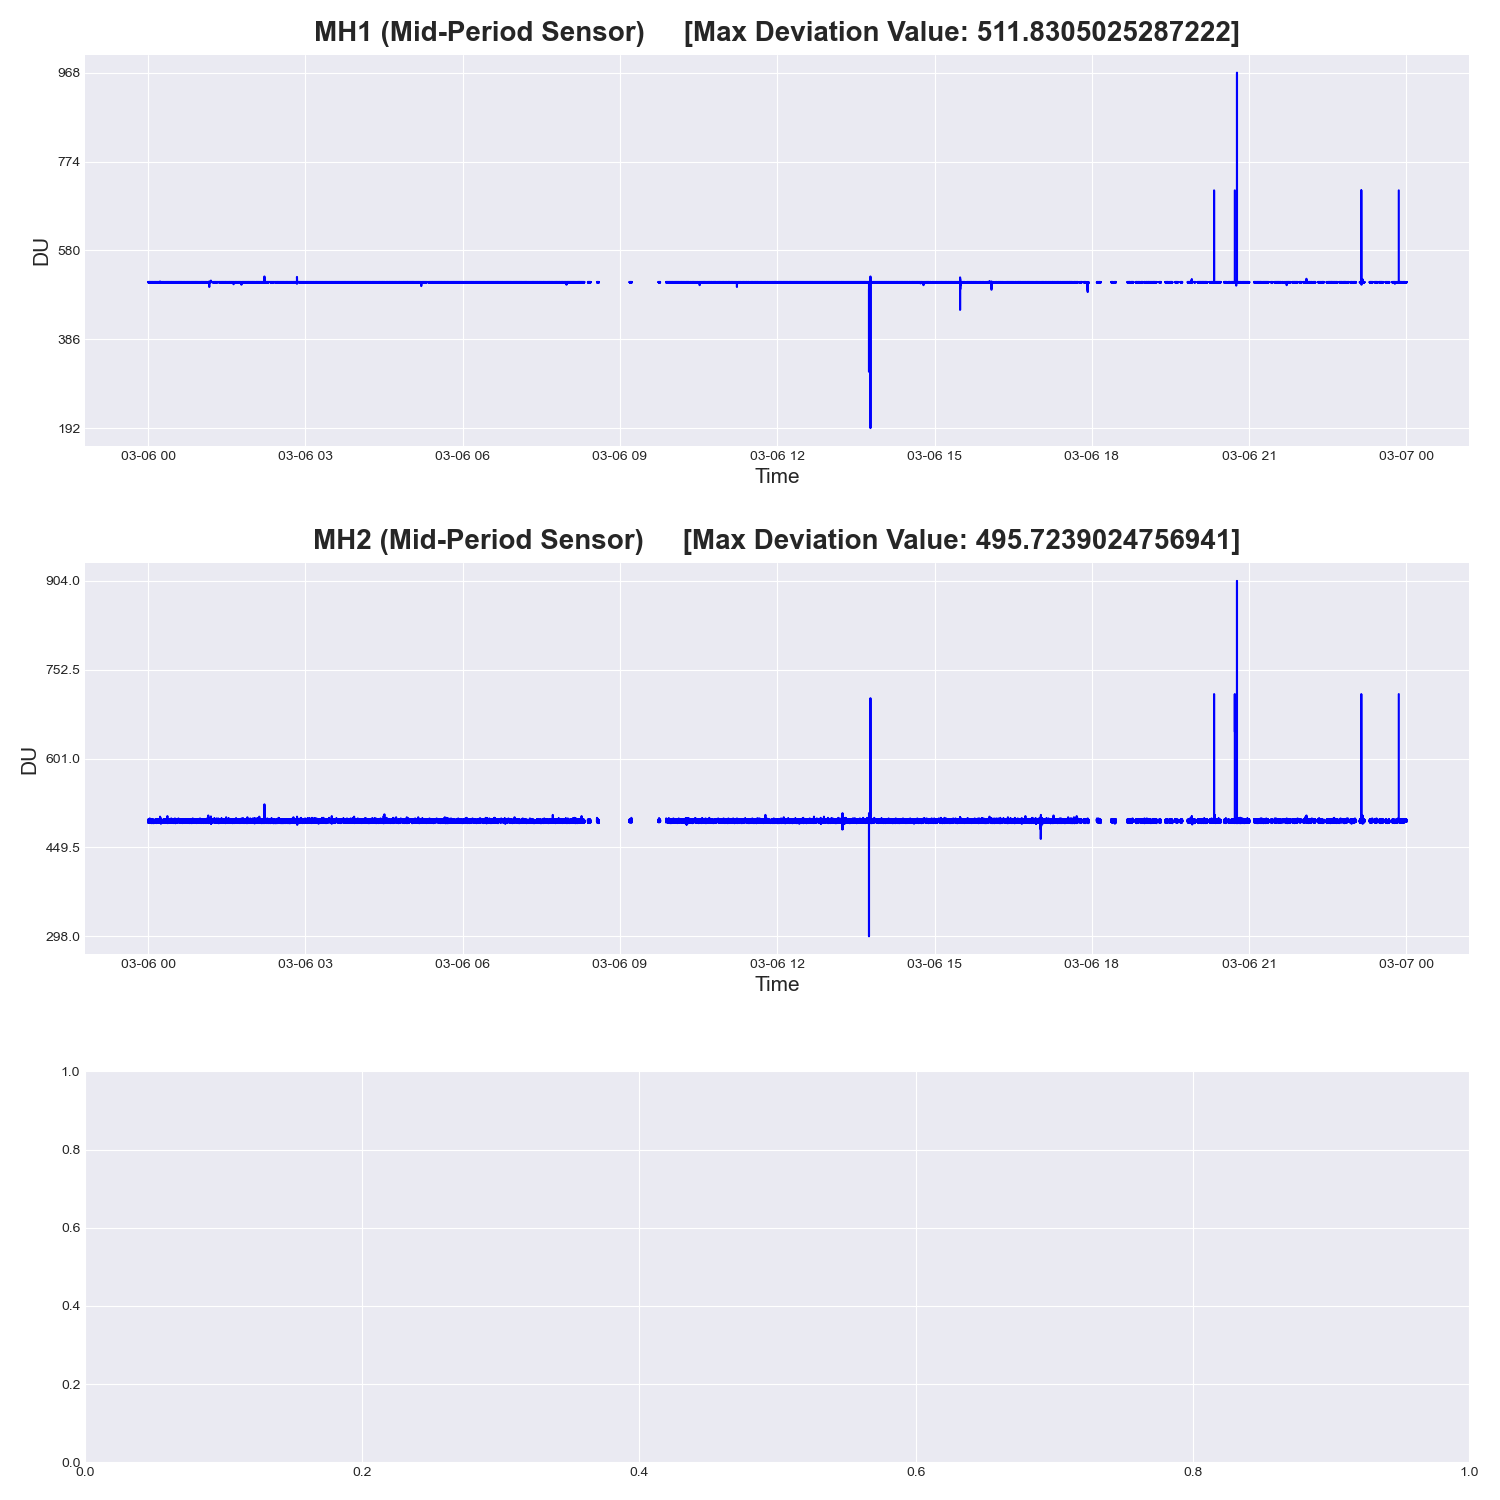 MH1 (Mid-Period Sensor) [Max Deviation Value: 511.8305025287222]
968
774
580
386
192
DU
03-06 00 03-06 03 03-06 06 03-06 09 03-06 12 03-06 15 03-06 18 03-06 21 03-07 00
Time
MH2 (Mid-Period Sensor) [Max Deviation Value: 495.7239024756941]
904.0
752.5
601.0
449.5
298.0
DU
03-06 00 03-06 03 03-06 06 03-06 09 03-06 12 03-06 15 03-06 18 03-06 21 03-07 00
Time
1.0
0.8
0.6
0.4
0.2
0.0
0.0 0.2 0.4 0.6 0.8 1.0